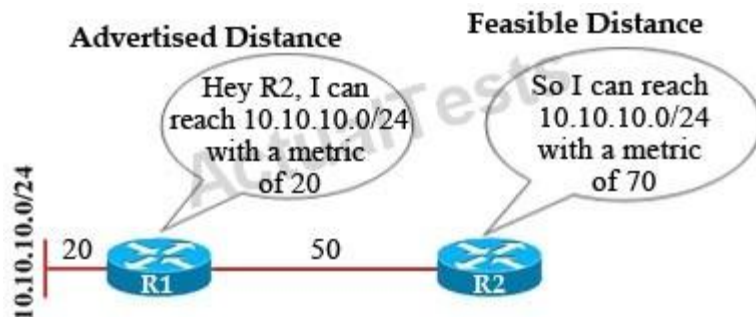 Advertised Distance
Feasible Distance
Hey R2, I can
reach 10.10.10.0/24
with a metric
of 20
So I can reach
10.10.10.0/24
with a metric
of 70
ActualTests
10.10.10.0/24
20
50
R1
R2